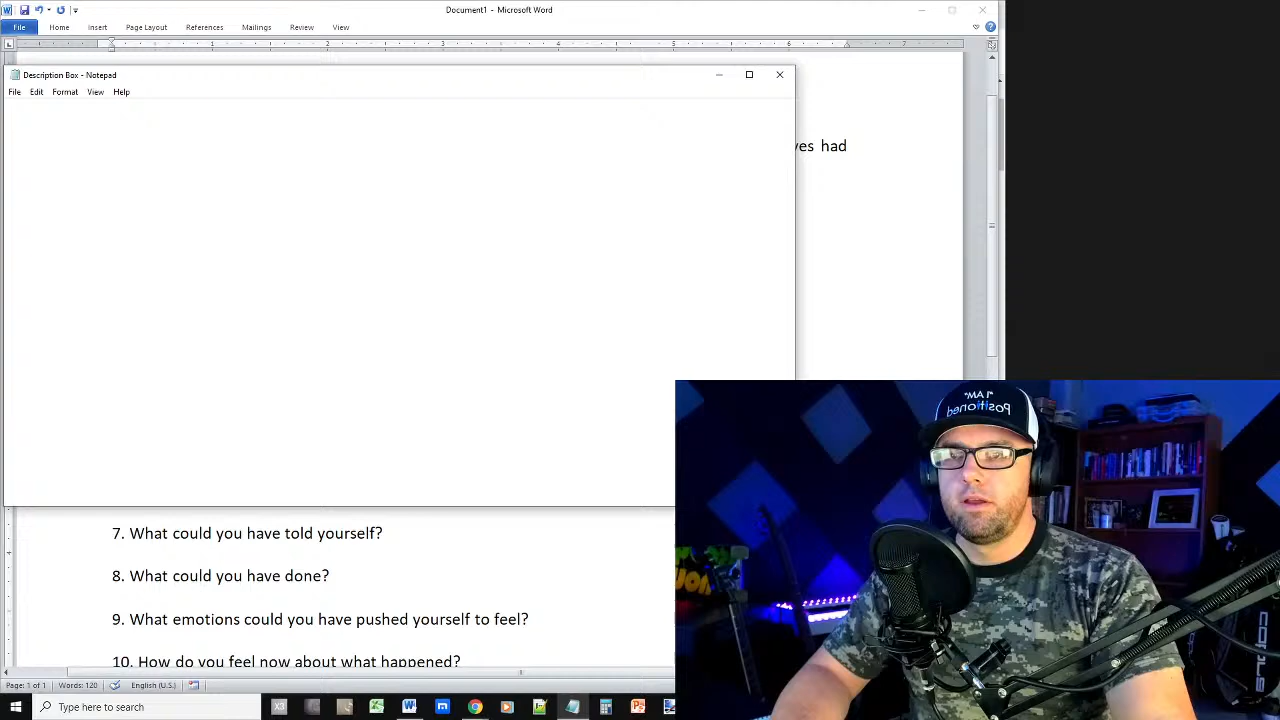 Document1 - Microsoft Word
File Home Insert Page Layout References Mailings Review View
Description Box - Notepad
File Edit Format View Help
had
7. What could you have told yourself?
8. What could you have done?
9. What emotions could you have pushed yourself to feel?
10. How do you feel now about what happened?
Page: 1 of 1 Words: 120 English (U.S.)
Type here to search
"I AM"
Positioned